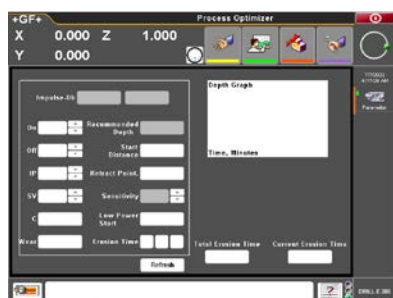 +GF+ Process Optimizer
X 0.000 Z 1.000
Y 0.000
Impulse-Db
On Recommended Depth
Off Start Distance
IP Retract Point.
SV Sensitivity
C Low Power Start
Wear Erosion Time
Refresh
Depth Graph
Time, Minutes
Total Erosion Time Current Erosion Time
Parameter
?